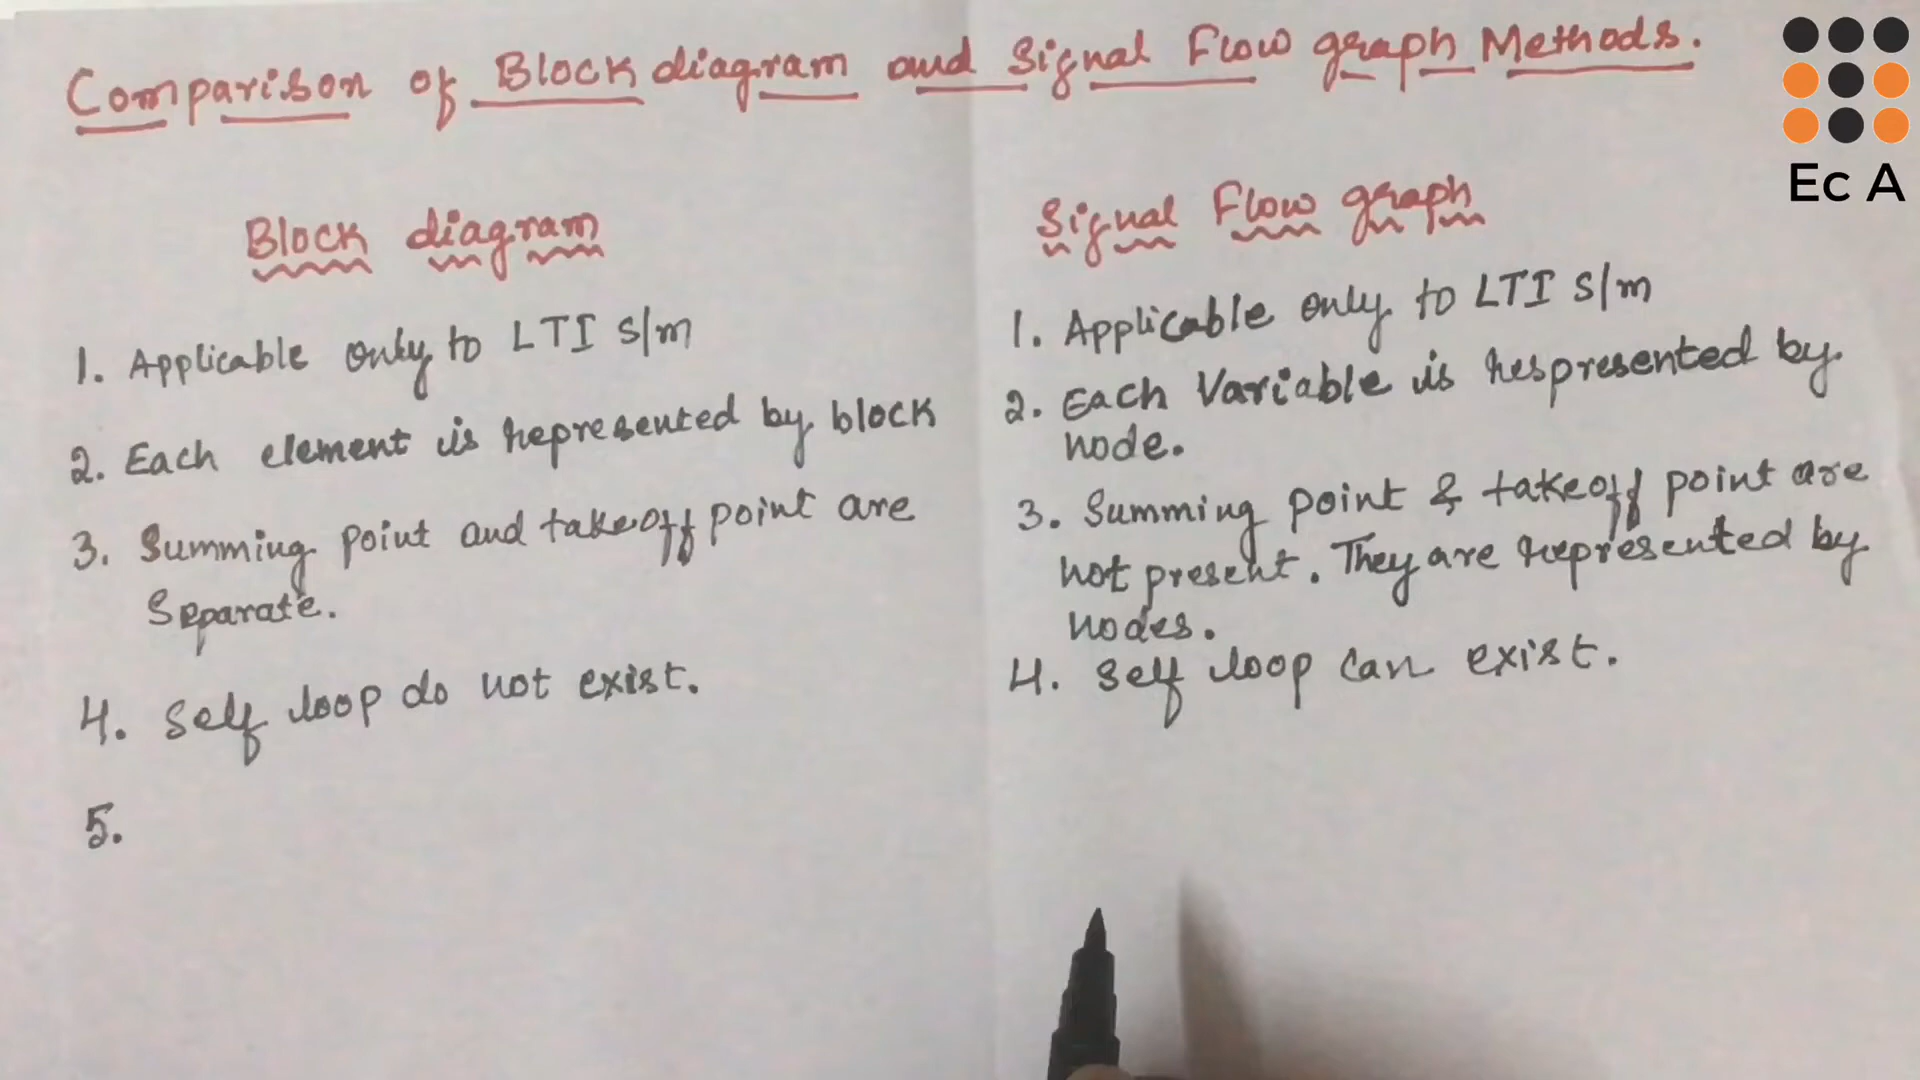 Comparison of Block diagram and Signal Flow graph Methods.
Ec A
Block diagram
1. Applicable only to LTI s/m
2. Each element is represented by block
3. Summing point and takeoff point are
Separate.
4. Self loop do not exist.
5.
Signal Flow graph
1. Applicable only to LTI s/m
2. Each Variable is respresented by
node.
3. Summing point & takeoff point are
not present. They are represented by
nodes.
4. Self loop can exist.